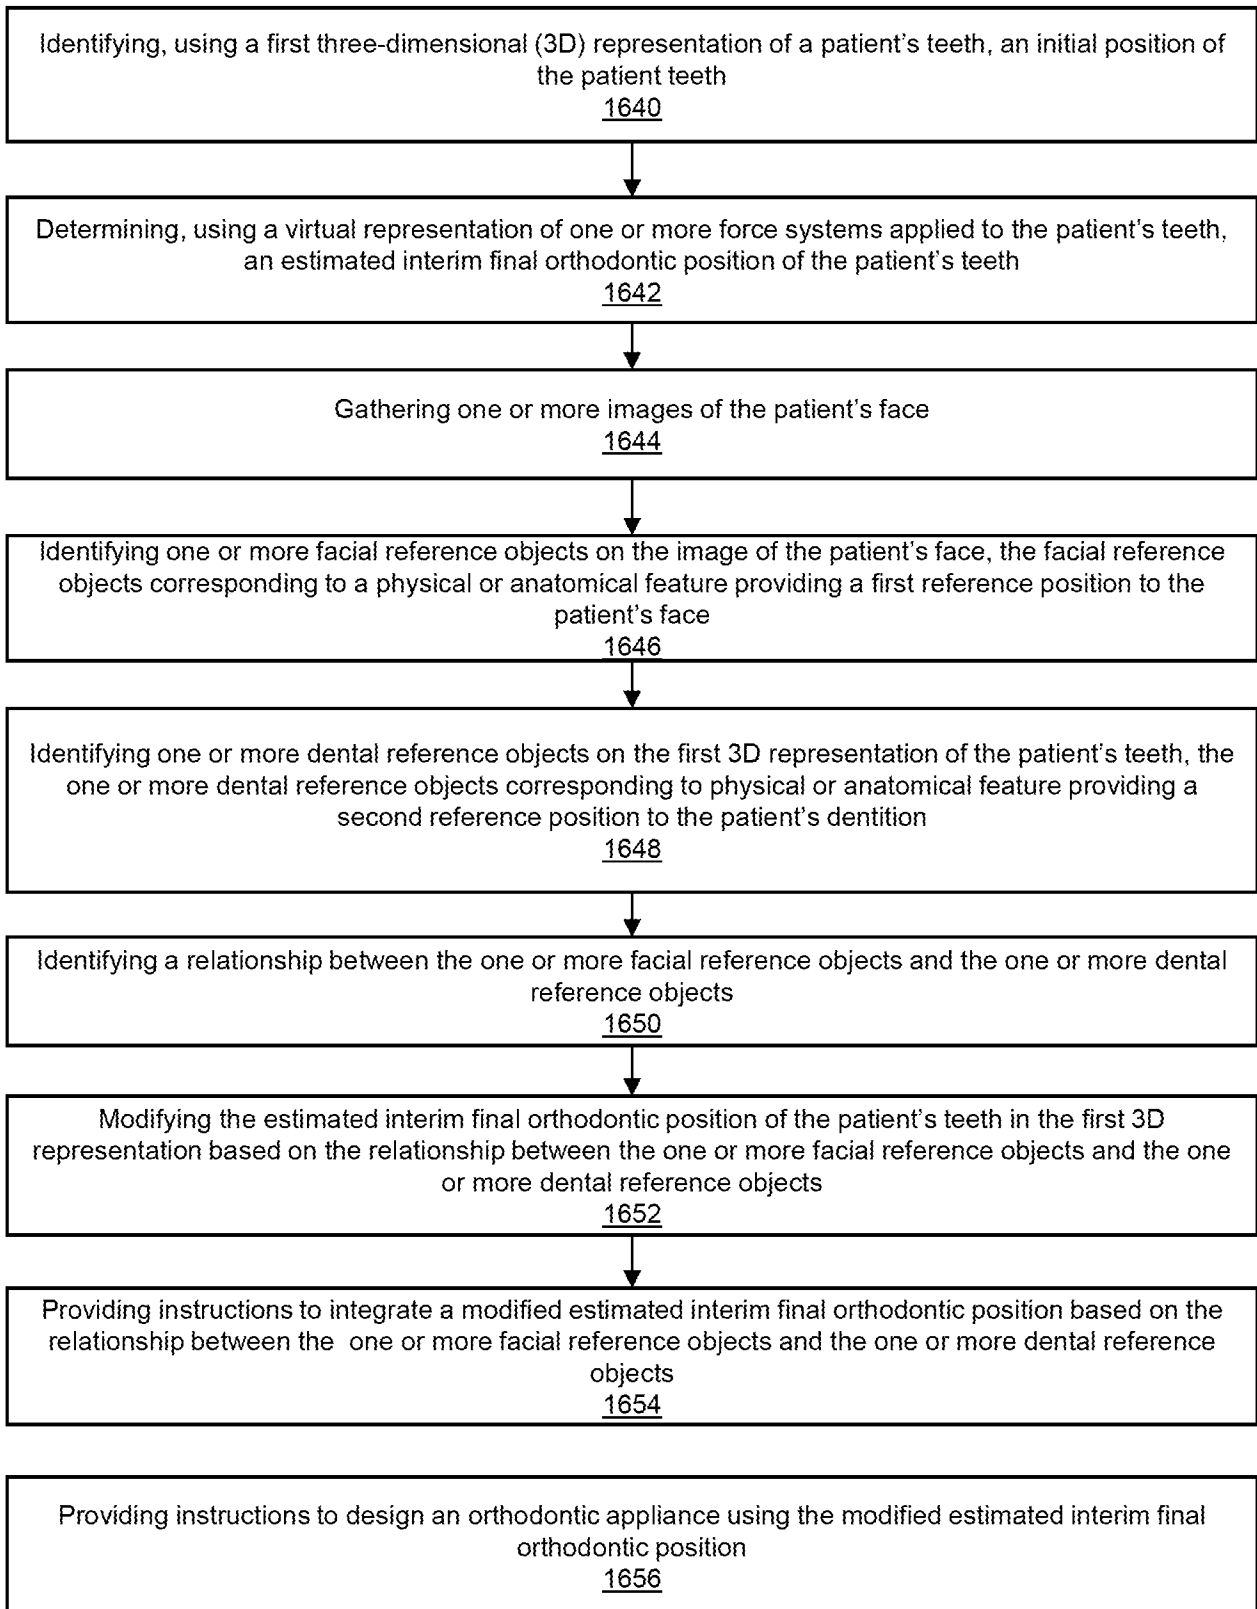 Identifying, using a first three-dimensional (3D) representation of a patient's teeth, an initial position of
the patient teeth
1640
Determining, using a virtual representation of one or more force systems applied to the patient's teeth,
an estimated interim final orthodontic position of the patient's teeth
1642
Gathering one or more images of the patient's face
1644
Identifying one or more facial reference objects on the image of the patient's face, the facial reference
objects corresponding to a physical or anatomical feature providing a first reference position to the
patient's face
1646
Identifying one or more dental reference objects on the first 3D representation of the patient's teeth, the
one or more dental reference objects corresponding to physical or anatomical feature providing a
second reference position to the patient's dentition
1648
Identifying a relationship between the one or more facial reference objects and the one or more dental
reference objects
1650
Modifying the estimated interim final orthodontic position of the patient's teeth in the first 3D
representation based on the relationship between the one or more facial reference objects and the one
or more dental reference objects
1652
Providing instructions to integrate a modified estimated interim final orthodontic position based on the
relationship between the one or more facial reference objects and the one or more dental reference
objects
1654
Providing instructions to design an orthodontic appliance using the modified estimated interim final
orthodontic position
1656